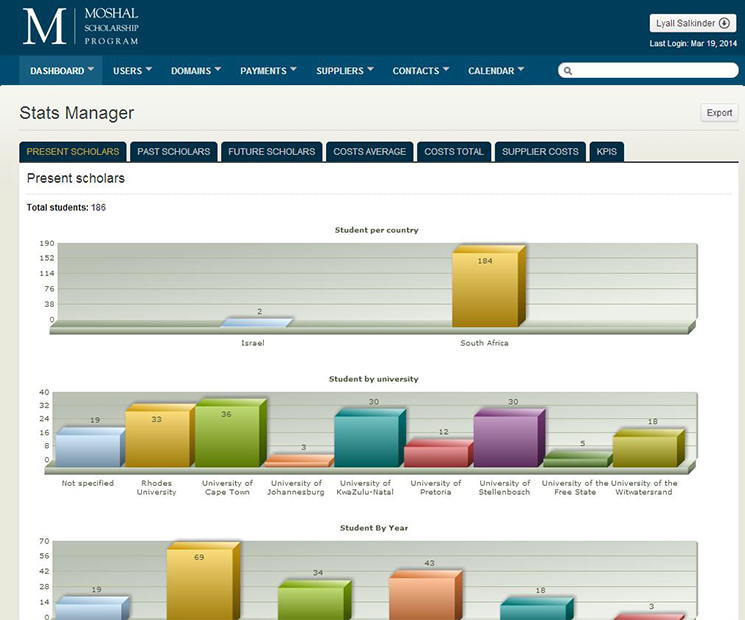 MOSHAL
SCHOLARSHIP
PROGRAM
M
Lyall Salkinder
Last Login: Mar 19, 2014
DASHBOARD USERS DOMAINS PAYMENTS SUPPLIERS CONTACTS CALENDAR
Stats Manager
Export
PRESENT SCHOLARS PAST SCHOLARS FUTURE SCHOLARS COSTS AVERAGE COSTS TOTAL SUPPLIER COSTS KPIS
Present scholars
Total students: 186
Student per country
190
152
114
76
38
0
2
184
Israel South Africa
Student by university
40
32
24
16
8
0
19 33 36 3 30 12 30 5 18
Not specified Rhodes University of University of University of University of University of University of the University of the
University Cape Town Johannesburg KwaZulu-Natal Pretoria Stellenbosch Free State Witwatersrand
Student By Year
70
56
42
28
14
0
19 69 34 43 18 3